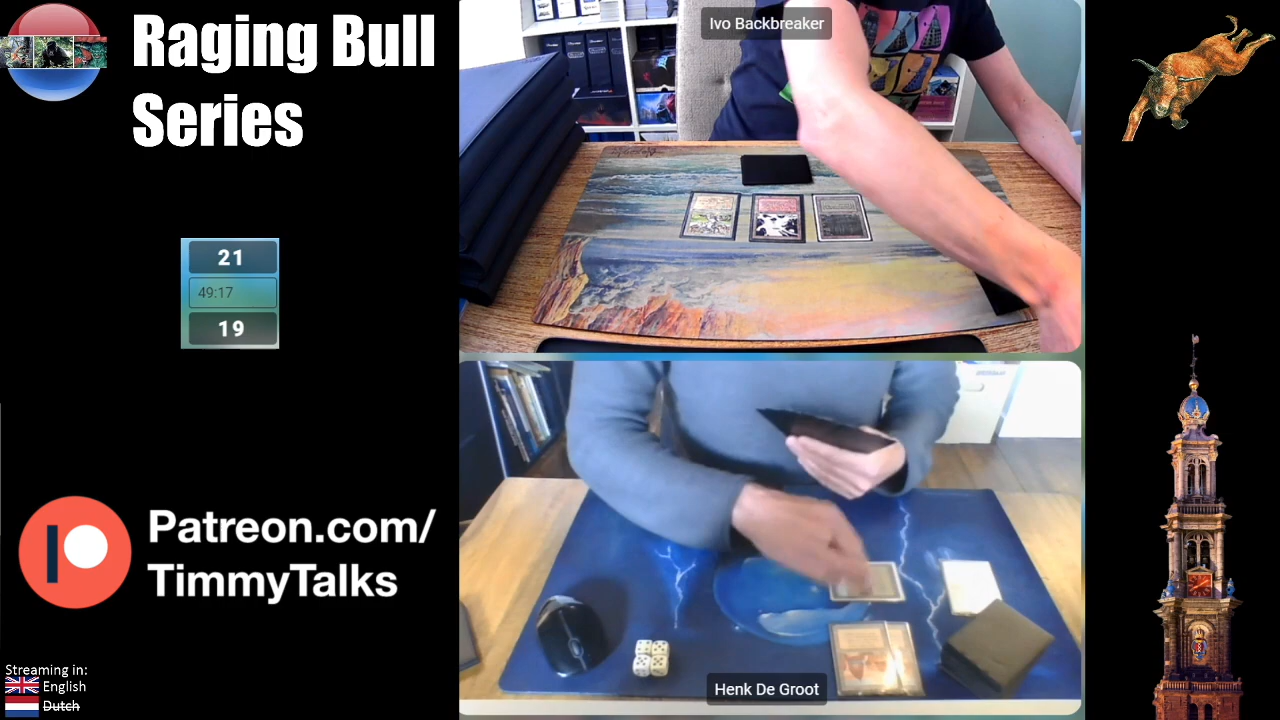 Raging Bull
Series
21
49:17
19
Patreon.com/
TimmyTalks
Streaming in:
English
Dutch
Ivo Backbreaker
Henk De Groot